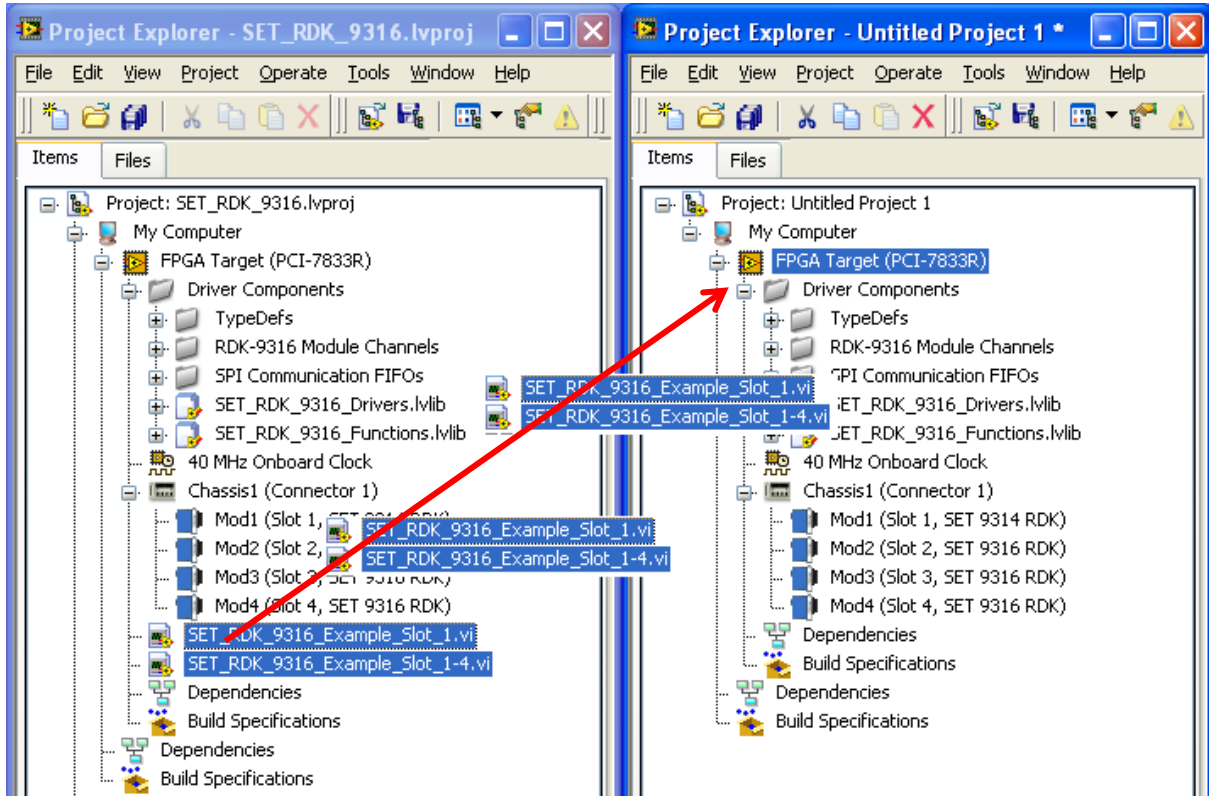 Project Explorer - SET_RDK_9316.lvproj
File Edit View Project Operate Tools Window Help
Items Files
Project: SET_RDK_9316.lvproj
My Computer
FPGA Target (PCI-7833R)
Driver Components
TypeDefs
RDK-9316 Module Channels
SPI Communication FIFOs
SET_RDK_9316_Drivers.lvlib
SET_RDK_9316_Functions.lvlib
40 MHz Onboard Clock
Chassis1 (Connector 1)
Mod1 (Slot 1,
Mod2 (Slot 2,
Mod3 (Slot 3, SET 9316 RDK)
Mod4 (Slot 4, SET 9316 RDK)
SET_RDK_9316_Example_Slot_1.vi
SET_RDK_9316_Example_Slot_1-4.vi
Dependencies
Build Specifications
Dependencies
Build Specifications
SET_RDK_9316_Example_Slot_1.vi
SET_RDK_9316_Example_Slot_1-4.vi
SET_RDK_9316_Example_Slot_1.vi
SET_RDK_9316_Example_Slot_1-4.vi
Project Explorer - Untitled Project 1 *
File Edit View Project Operate Tools Window Help
Items Files
Project: Untitled Project 1
My Computer
FPGA Target (PCI-7833R)
Driver Components
TypeDefs
RDK-9316 Module Channels
SPI Communication FIFOs
SET_RDK_9316_Drivers.lvlib
SET_RDK_9316_Functions.lvlib
40 MHz Onboard Clock
Chassis1 (Connector 1)
Mod1 (Slot 1, SET 9314 RDK)
Mod2 (Slot 2, SET 9316 RDK)
Mod3 (Slot 3, SET 9316 RDK)
Mod4 (Slot 4, SET 9316 RDK)
Dependencies
Build Specifications
Dependencies
Build Specifications